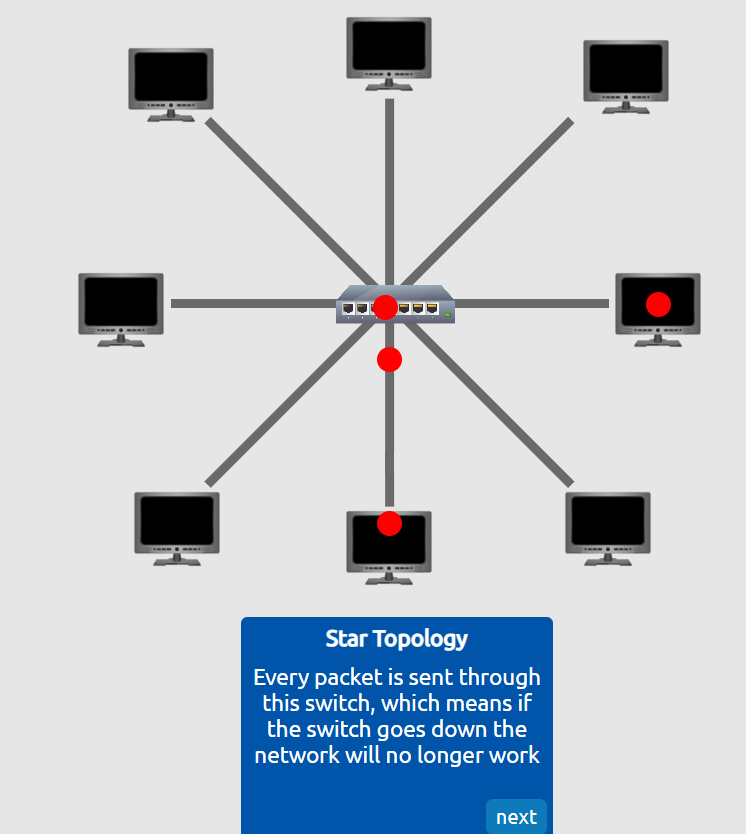 Star Topology
Every packet is sent through
this switch, which means if
the switch goes down the
network will no longer work
next